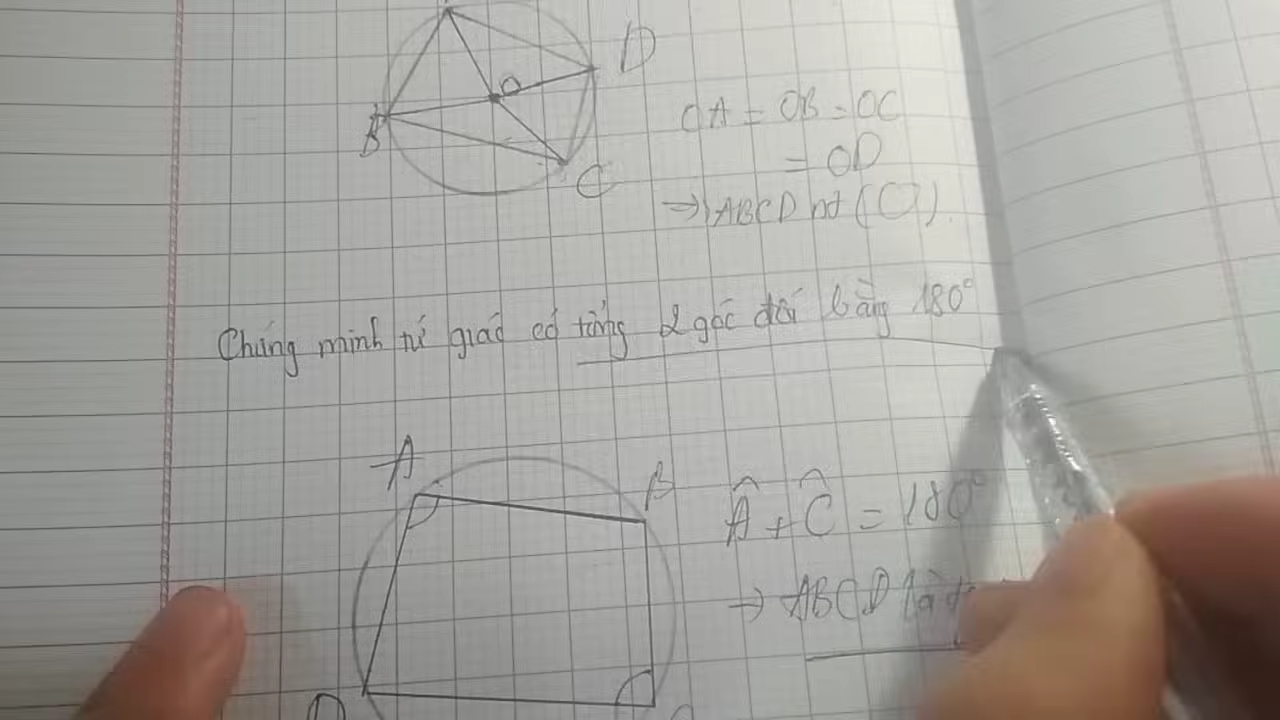 D
O
B
C
OA = OB = OC
= OD
=> ABCD nt (O).
Chứng minh tứ giác có tổng 2 góc đối bằng 180°
A
B
Â + Ĉ = 180°
=> ABCD là
D